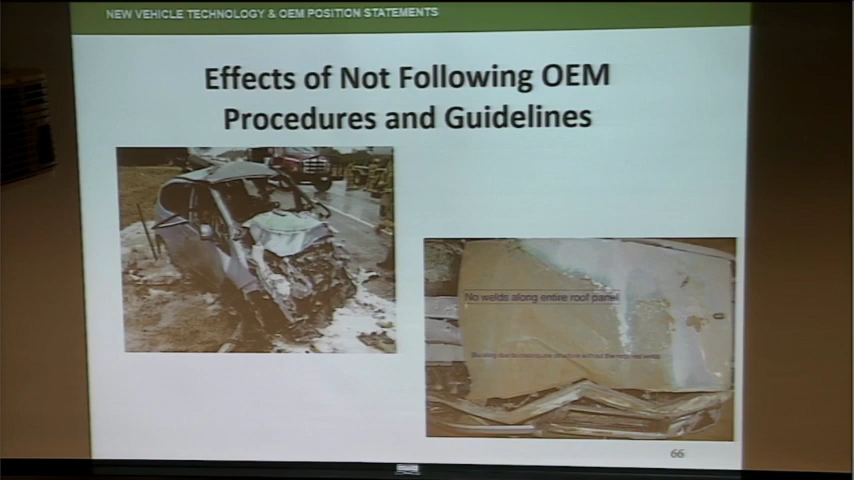 NEW VEHICLE TECHNOLOGY & OEM POSITION STATEMENTS
Effects of Not Following OEM
Procedures and Guidelines
No welds along entire roof panel
66